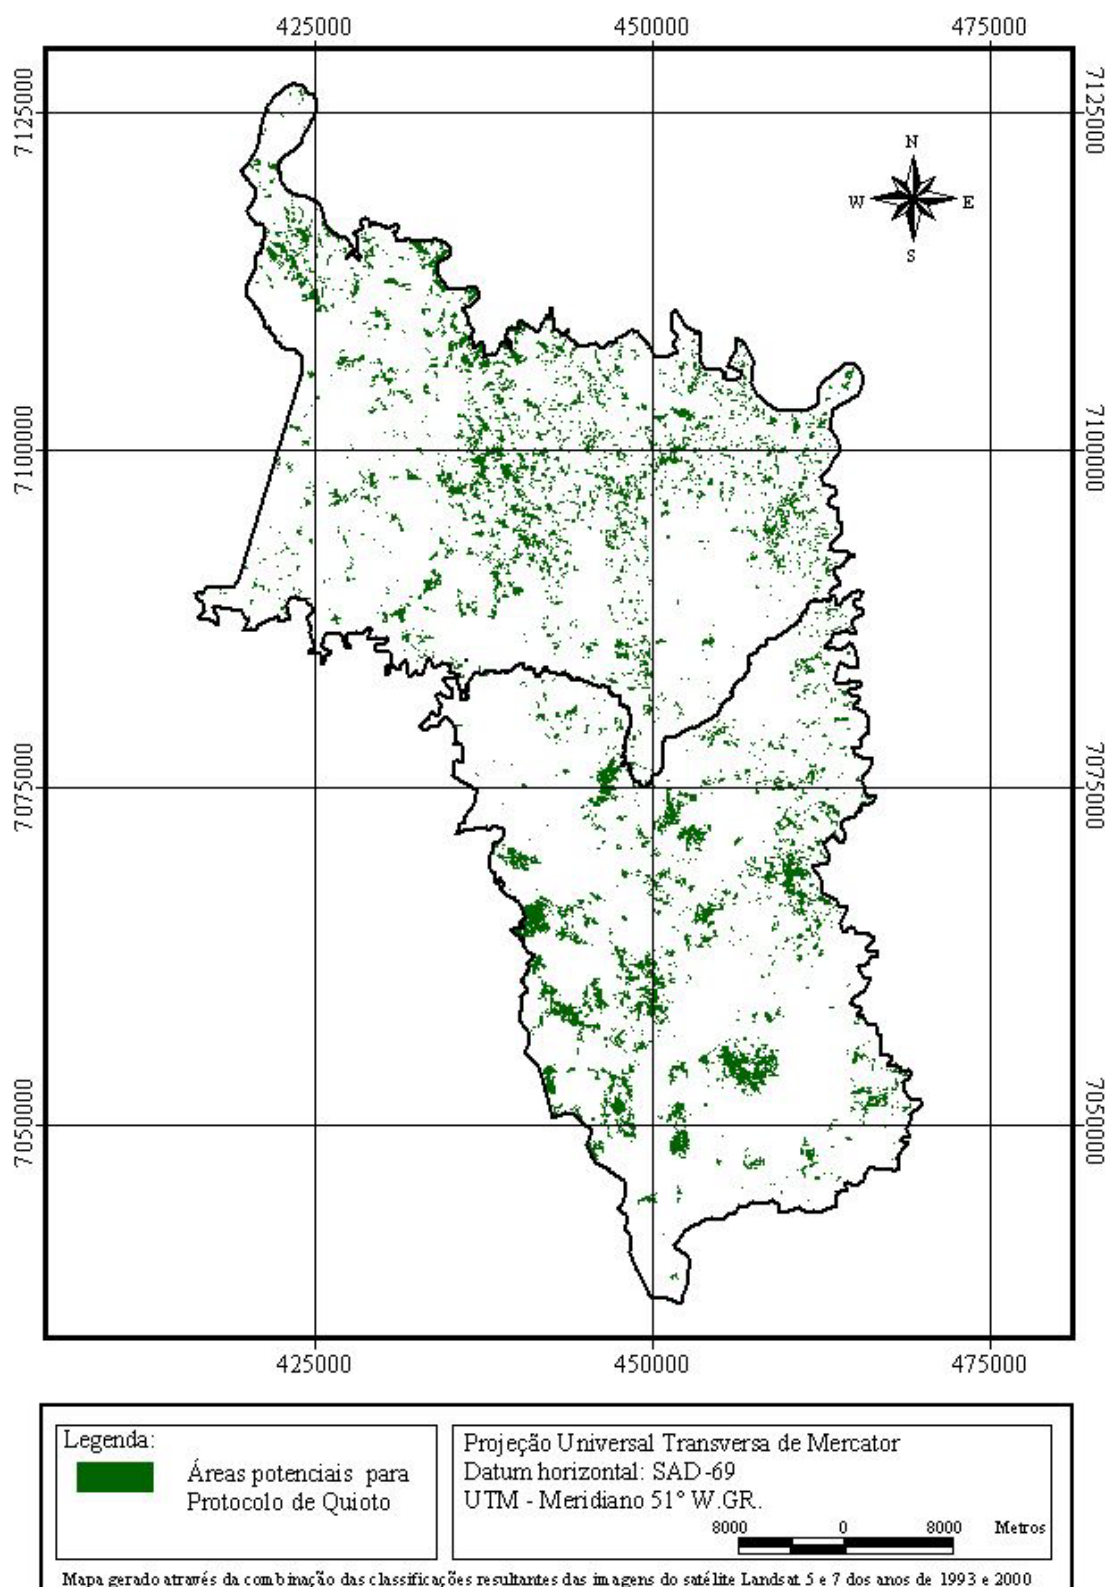 425000 450000 475000
7125000 7125000
N
W E
S
7100000 7100000
7075000 7075000
7050000 7050000
425000 450000 475000
Legenda:
Áreas potenciais para
Protocolo de Quioto
Projeção Universal Transversa de Mercator
Datum horizontal: SAD-69
UTM - Meridiano 51° W.GR.
8000 0 8000 Metros
Mapa gerado através da combinação das classificações resultantes das imagens do satélite Landsat 5 e 7 dos anos de 1993 e 2000